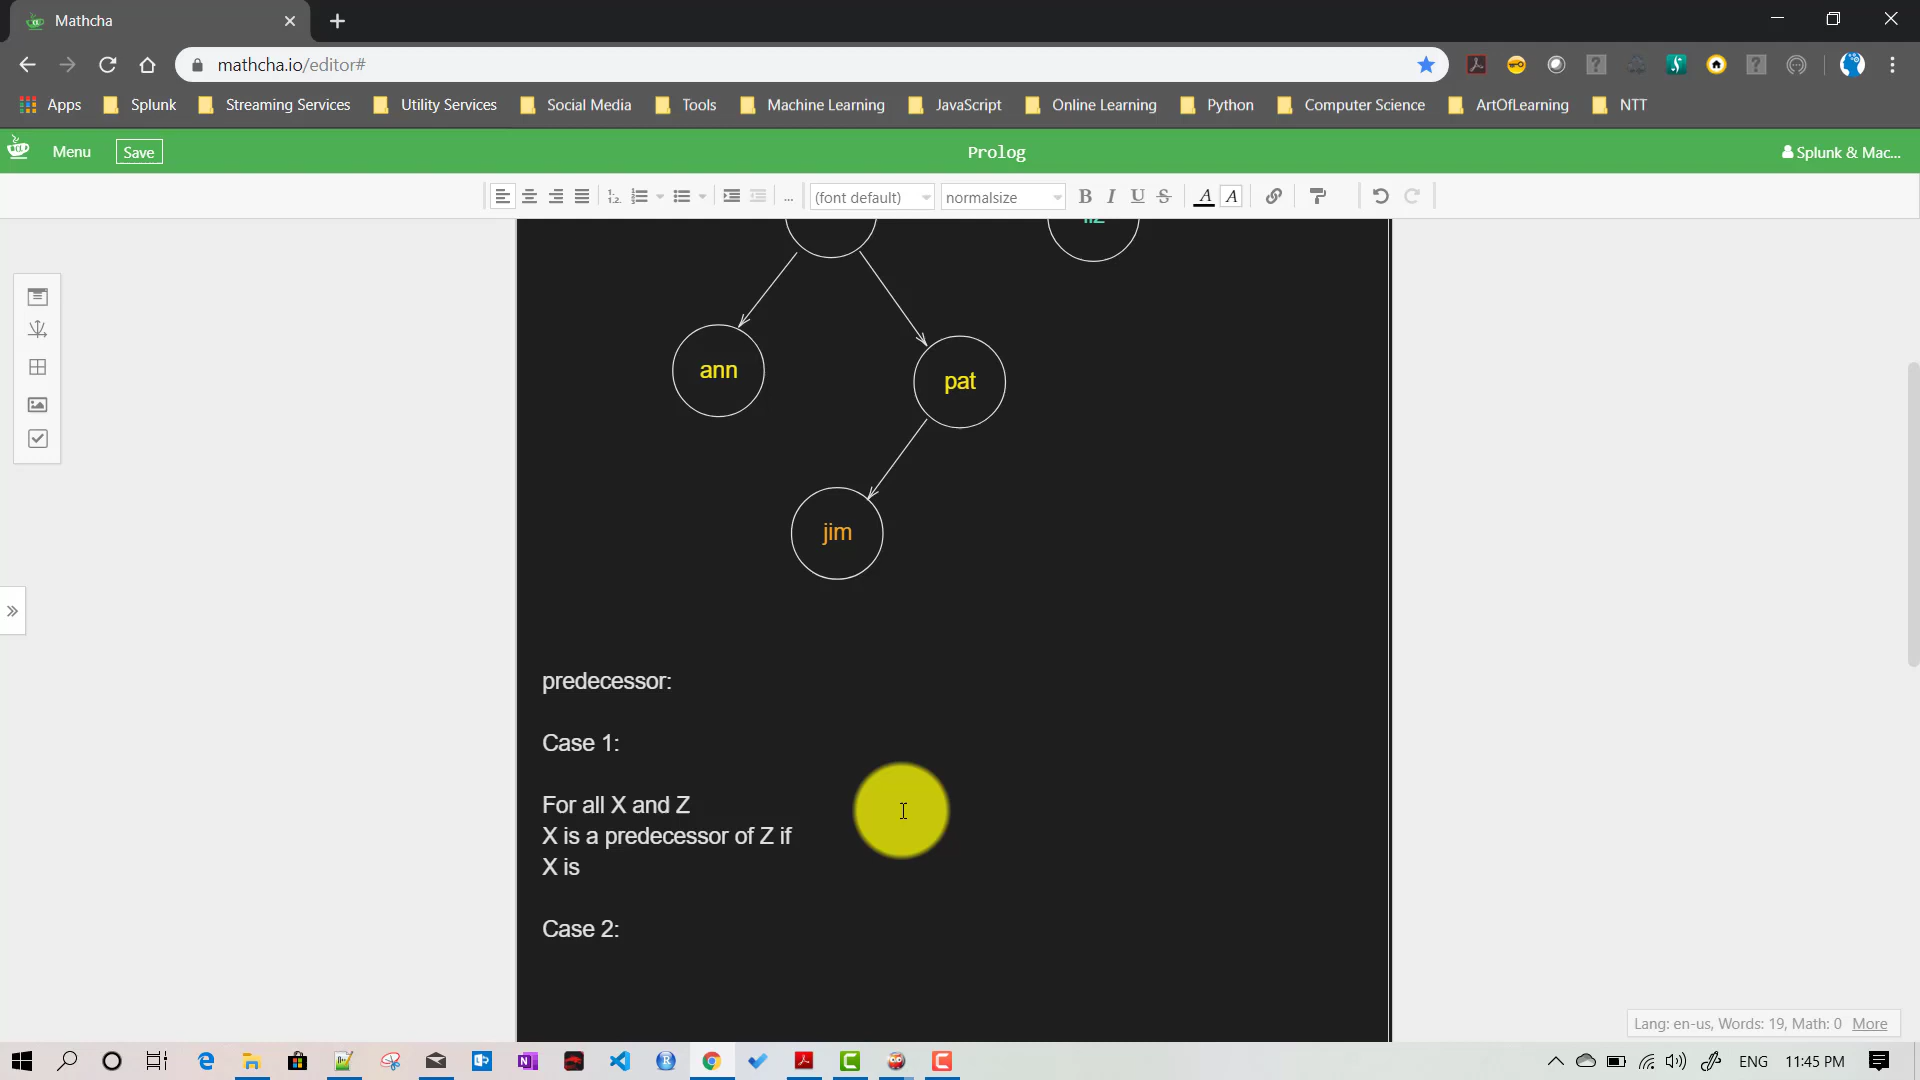 Mathcha
mathcha.io/editor#
Apps Splunk Streaming Services Utility Services Social Media Tools Machine Learning JavaScript Online Learning Python Computer Science ArtOfLearning NTT
Menu Save Prolog Splunk & Mac...
(font default) normalsize B I U S A A
liz
ann
pat
jim
predecessor:
Case 1:
For all X and Z
X is a predecessor of Z if
X is
Case 2:
Lang: en-us, Words: 19, Math: 0 More
ENG 11:45 PM